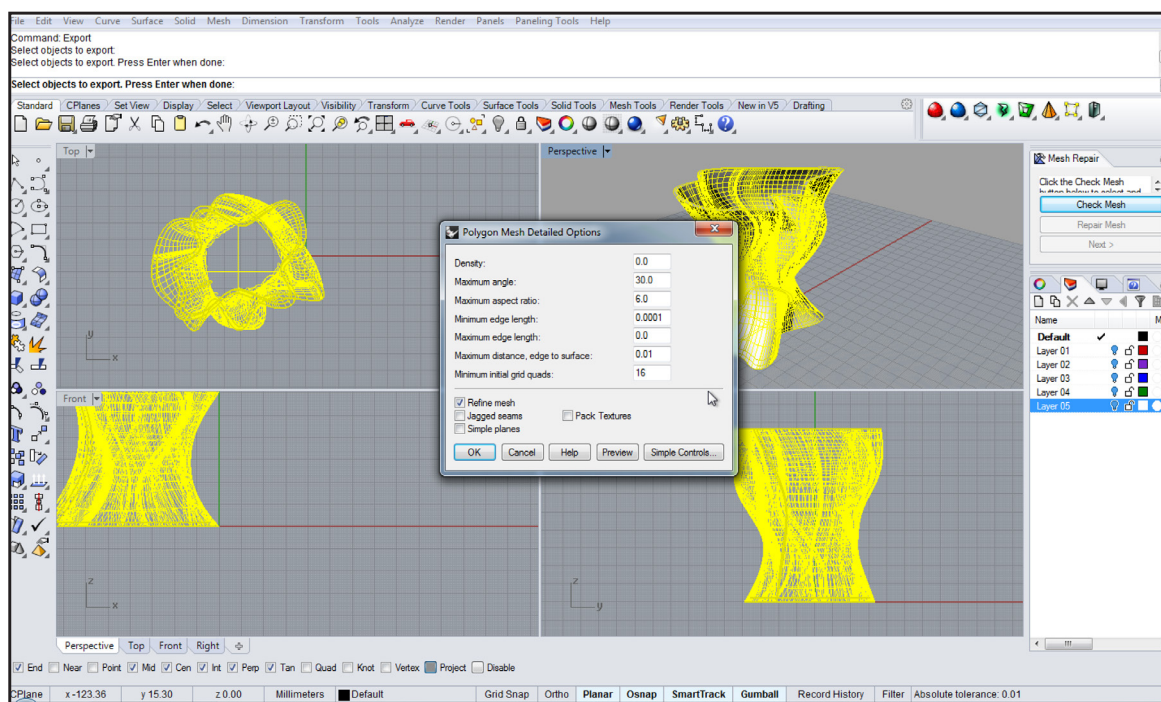 File Edit View Curve Surface Solid Mesh Dimension Transform Tools Analyze Render Panels Paneling Tools Help
Command: Export
Select objects to export:
Select objects to export. Press Enter when done:
Select objects to export. Press Enter when done:
Standard CPlanes Set View Display Select Viewport Layout Visibility Transform Curve Tools Surface Tools Solid Tools Mesh Tools Render Tools New in V5 Drafting
Top
y
x
Perspective
Front
z
x
z
y
Polygon Mesh Detailed Options
Density: 0.0
Maximum angle: 30.0
Maximum aspect ratio: 6.0
Minimum edge length: 0.0001
Maximum edge length: 0.0
Maximum distance, edge to surface: 0.01
Minimum initial grid quads: 16
Refine mesh
Jagged seams Pack Textures
Simple planes
OK Cancel Help Preview Simple Controls...
Mesh Repair
Click the Check Mesh
button below to select and
Check Mesh
Repair Mesh
Next >
Name M
Default
Layer 01
Layer 02
Layer 03
Layer 04
Layer 05
Perspective Top Front Right
End Near Point Mid Cen Int Perp Tan Quad Knot Vertex Project Disable
CPlane x -123.36 y 15.30 z 0.00 Millimeters Default Grid Snap Ortho Planar Osnap SmartTrack Gumball Record History Filter Absolute tolerance: 0.01